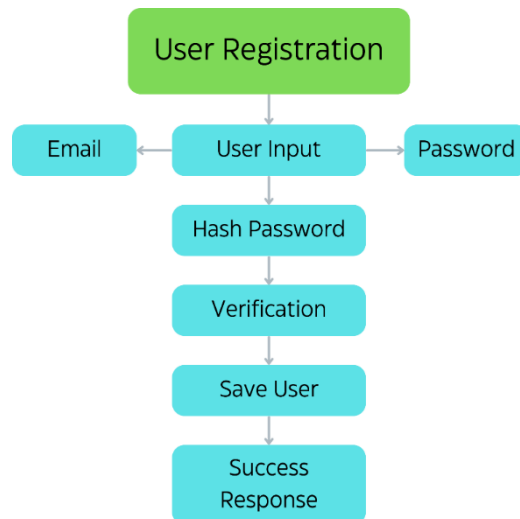 User Registration
Email
User Input
Password
Hash Password
Verification
Save User
Success
Response